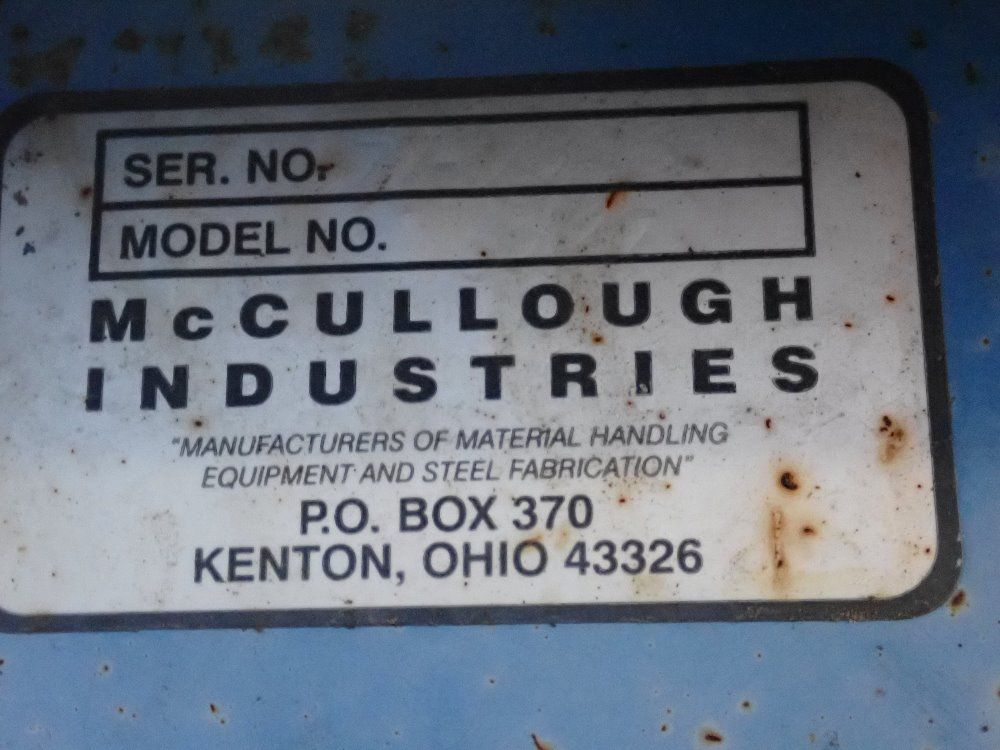 SER. NO.
MODEL NO.
McCULLOUGH
INDUSTRIES
"MANUFACTURERS OF MATERIAL HANDLING
EQUIPMENT AND STEEL FABRICATION"
P.O. BOX 370
KENTON, OHIO 43326